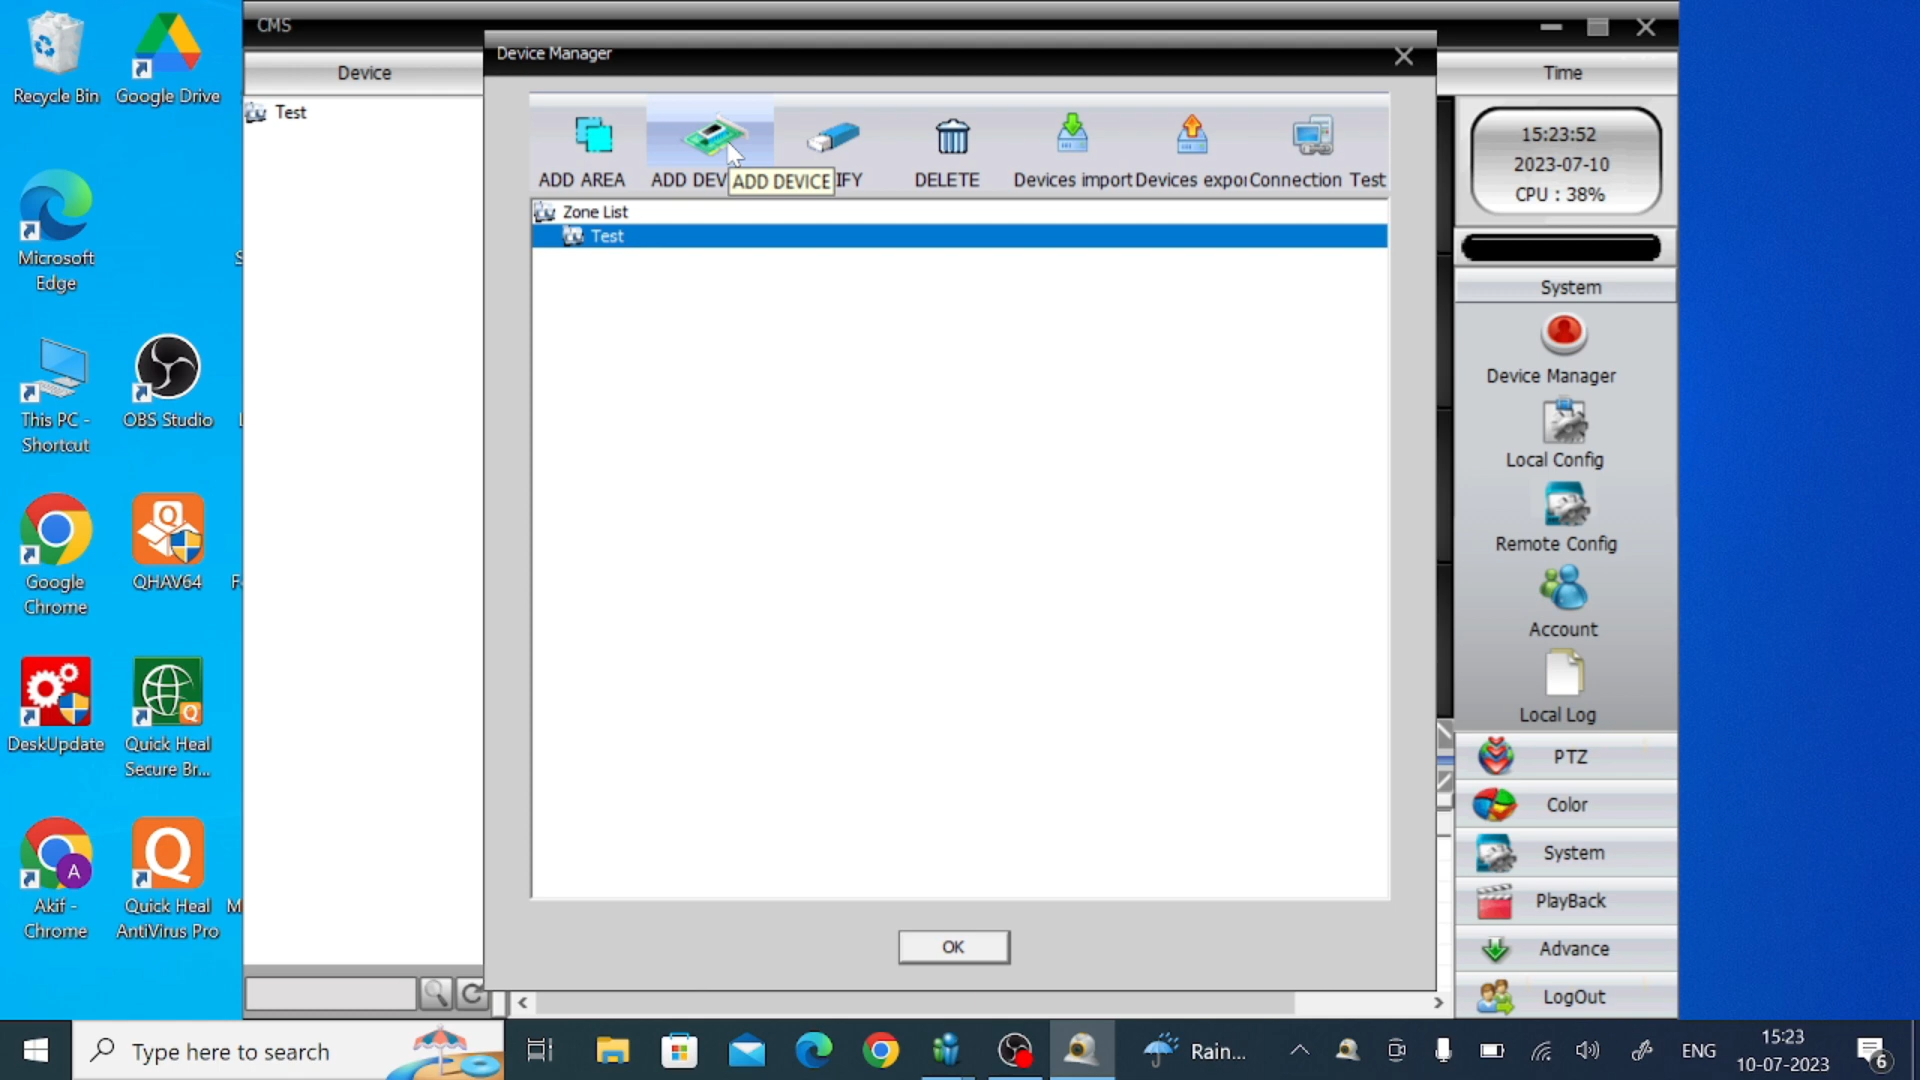 Recycle Bin
Google Drive
Microsoft
Edge
This PC -
Shortcut
OBS Studio
Google
Chrome
QHAV64
DeskUpdate
Quick Heal
Secure Br...
Akif -
Chrome
Quick Heal
AntiVirus Pro
CMS
Device
Test
Device Manager
ADD AREA
ADD DEV
ADD DEVICE
IFY
DELETE
Devices import
Devices expor
Connection Test
Zone List
Test
OK
Time
15:23:52
2023-07-10
CPU : 38%
System
Device Manager
Local Config
Remote Config
Account
Local Log
PTZ
Color
System
PlayBack
Advance
LogOut
Type here to search
Rain...
ENG
15:23
10-07-2023
6